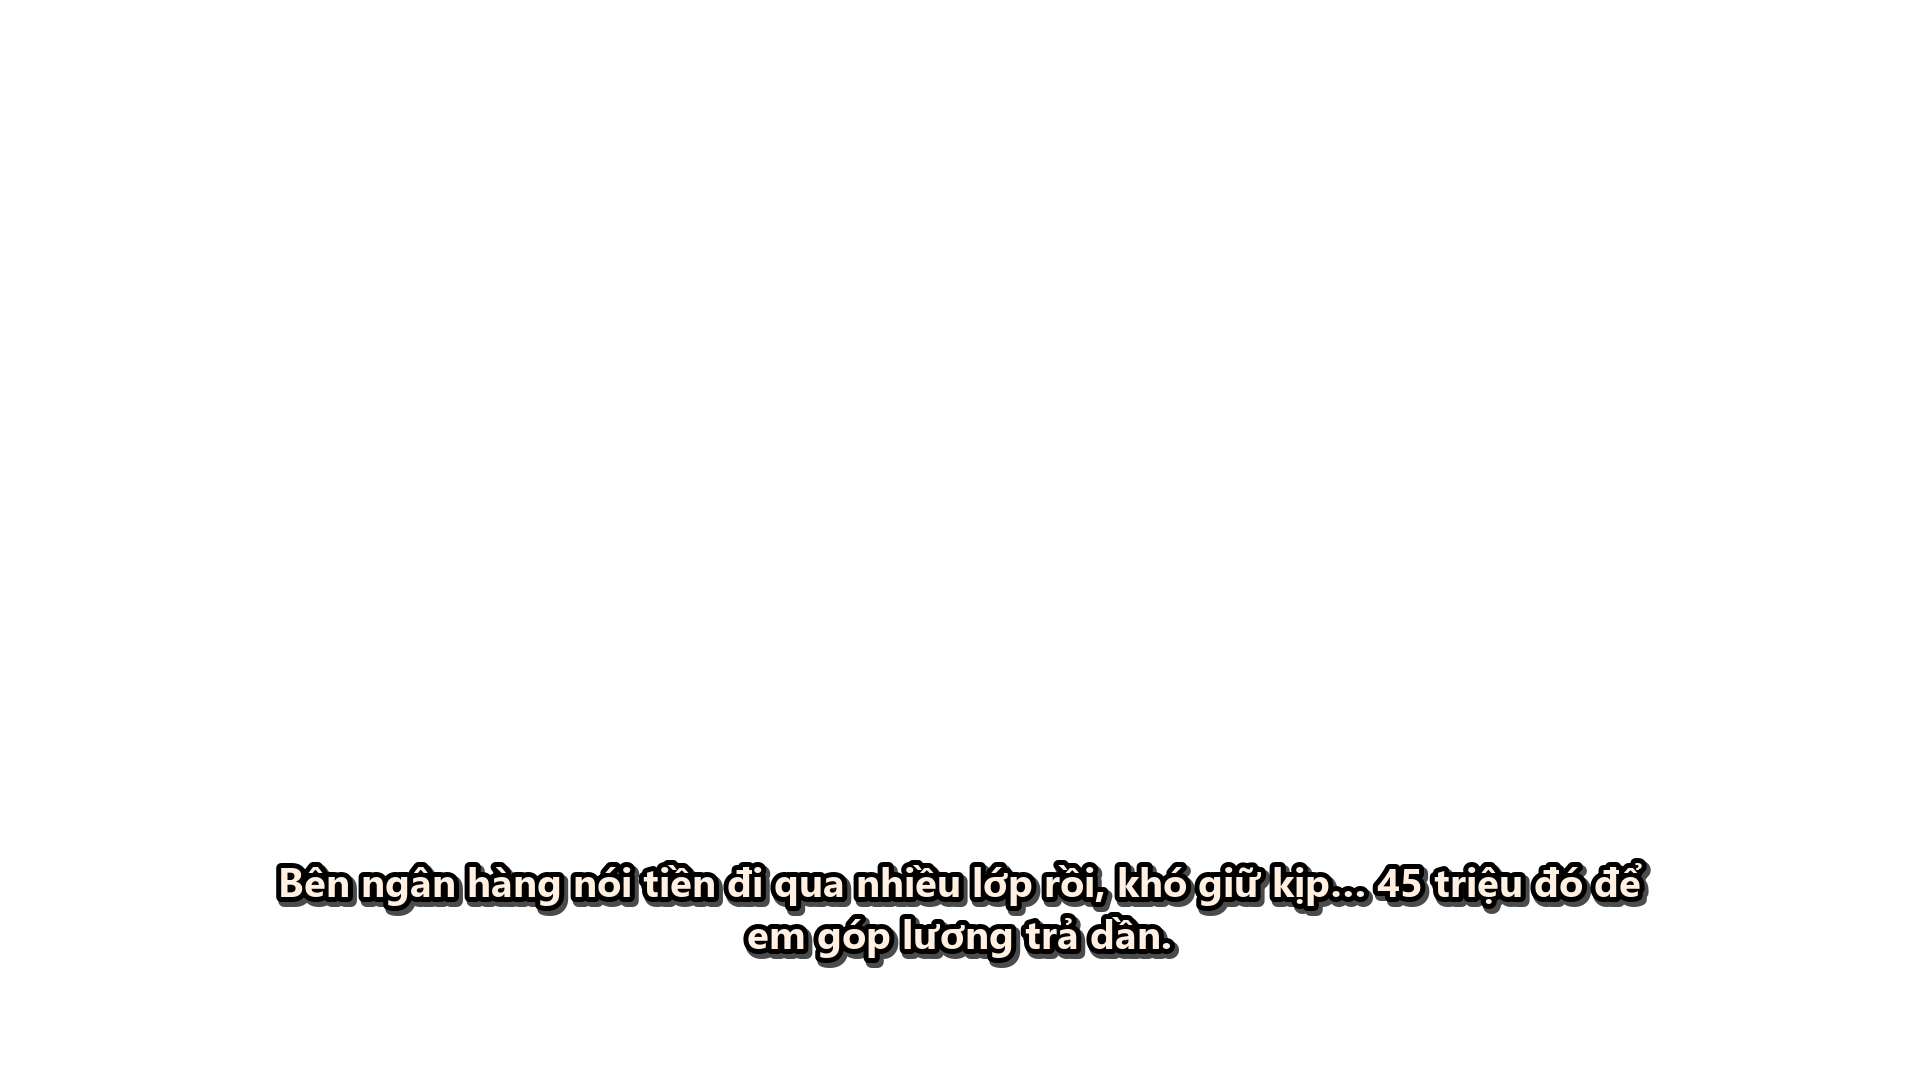 Bên ngân hàng nói tiền đi qua nhiều lớp rồi, khó giữ kịp... 45 triệu đó để
em góp lương trả dần.